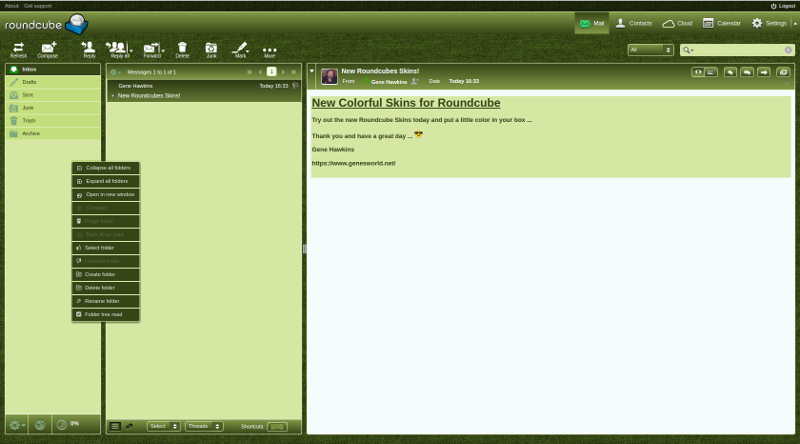 About Get support
Logout
roundcube
Mail Contacts Cloud Calendar Settings
Refresh Compose Reply Reply all Forward Delete Junk Mark More
All
Inbox
Drafts
Sent
Junk
Trash
Archive
Messages 1 to 1 of 1
1
Gene Hawkins Today 16:33
New Roundcubes Skins!
Collapse all folders
Expand all folders
Open in new window
Compact
Mark all as read
Select folder
Unselect folder
Create folder
Delete folder
Rename folder
Folder tree read
New Roundcubes Skins!
From Gene Hawkins Date Today 16:33
New Colorful Skins for Roundcube
Try out the new Roundcube Skins today and put a little color in your box ...
Thank you and have a great day ...
Gene Hawkins
https://www.genesworld.net/
0%
Select Threads Shortcuts: